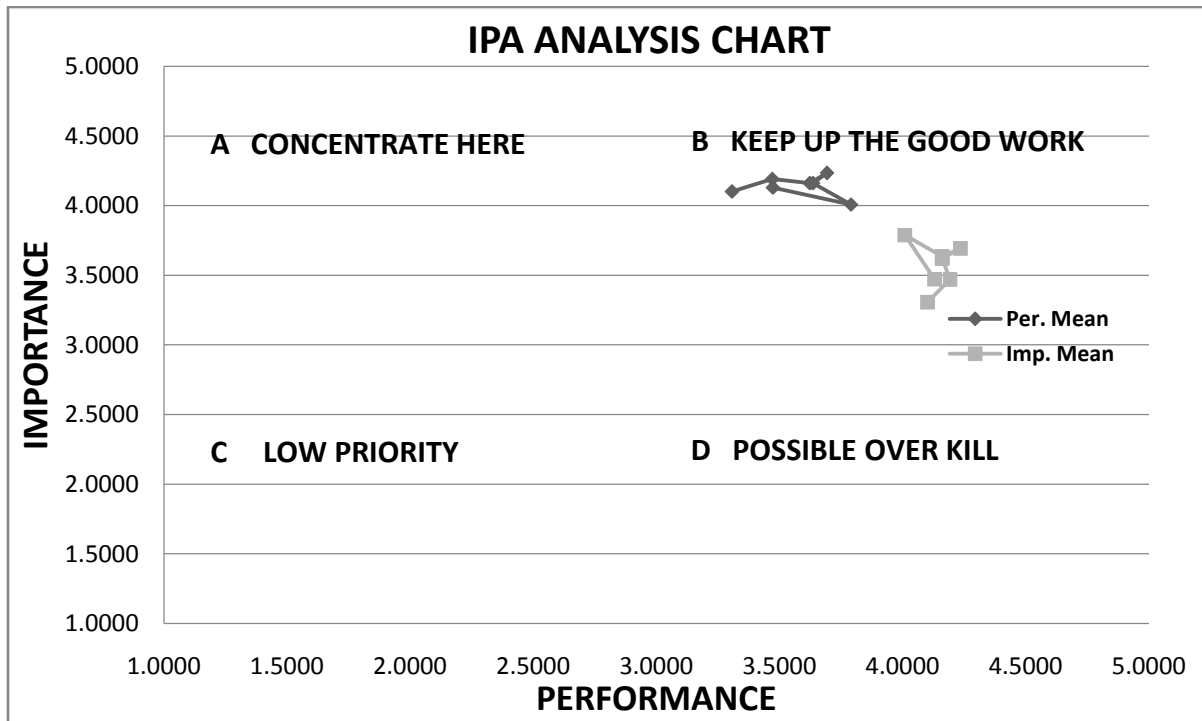 IPA ANALYSIS CHART
5.0000
4.5000
A CONCENTRATE HERE
B KEEP UP THE GOOD WORK
4.0000
3.5000
IMPORTANCE
Per. Mean
3.0000
Imp. Mean
2.5000
C LOW PRIORITY
D POSSIBLE OVER KILL
2.0000
1.5000
1.0000
1.0000 1.5000 2.0000 2.5000 3.0000 3.5000 4.0000 4.5000 5.0000
PERFORMANCE